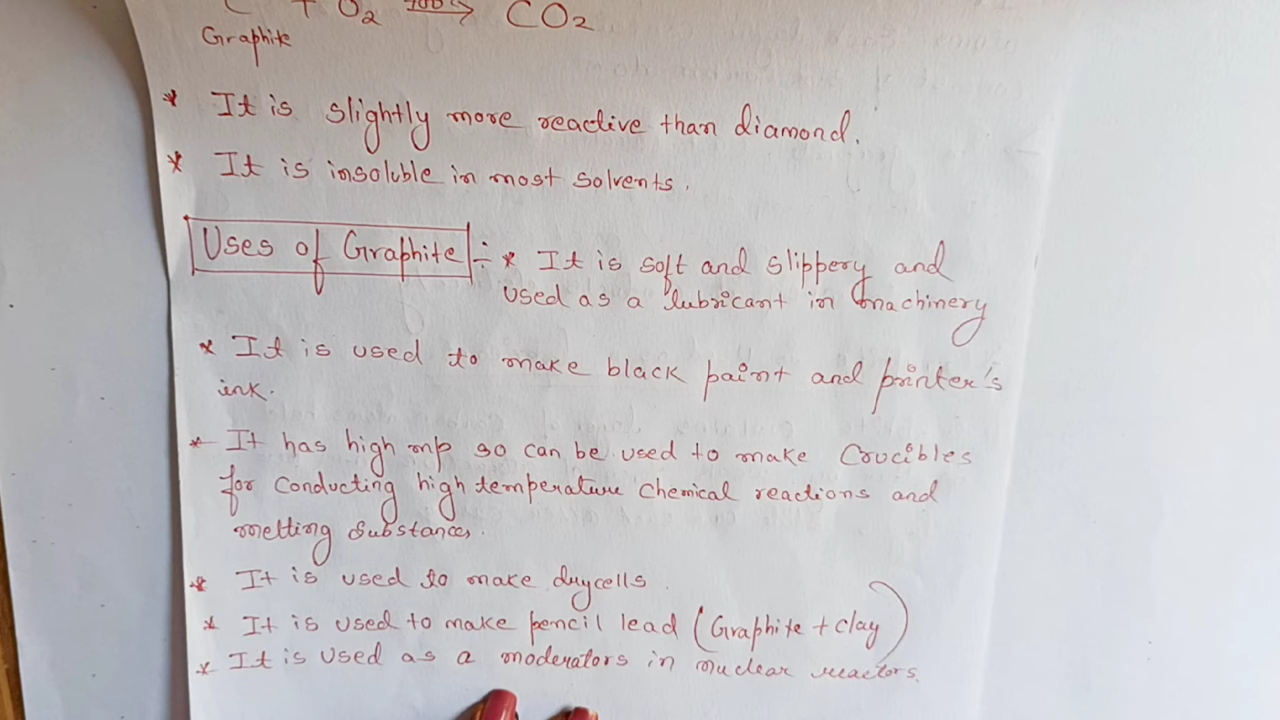 + O2 → CO2
Graphite
* It is slightly more reactive than diamond.
* It is insoluble in most solvents.
Uses of Graphite ÷ * It is soft and slippery and
used as a lubricant in machinery
* It is used to make black paint and printer's
ink.
* It has high mp so can be used to make Crucibles
for conducting high temperature chemical reactions and
melting substances.
* It is used to make drycells.
* It is used to make pencil lead (Graphite + clay)
* It is used as a moderators in nuclear reactors.